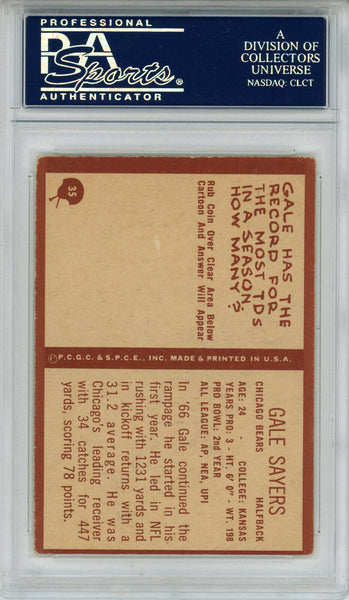 PROFESSIONAL
PSA
Sports
AUTHENTICATOR
A
DIVISION OF
COLLECTORS
UNIVERSE
NASDAQ: CLCT
35
GALE HAS THE
RECORD FOR
THE MOST TDS
IN A SEASON.
HOW MANY?
Rub Coin Over Clear Area Below
Cartoon And Answer Will Appear
©P.C.G.C. & S.P.C.E., INC. MADE & PRINTED IN U.S.A.
GALE SAYERS
CHICAGO BEARS HALFBACK
AGE: 24 - COLLEGE: KANSAS
YEARS PRO: 3 - HT. 6' 0" - WT. 198
PRO BOWL: 2nd YEAR
ALL LEAGUE: AP, NEA, UPI
In '66 Gale continued the
rampage he started in his
first year. He led in NFL
rushing with 1231 yards and
in kickoff returns with a
31.2 average. He was
Chicago's leading receiver
with 34 catches for 447
yards, scoring 78 points.